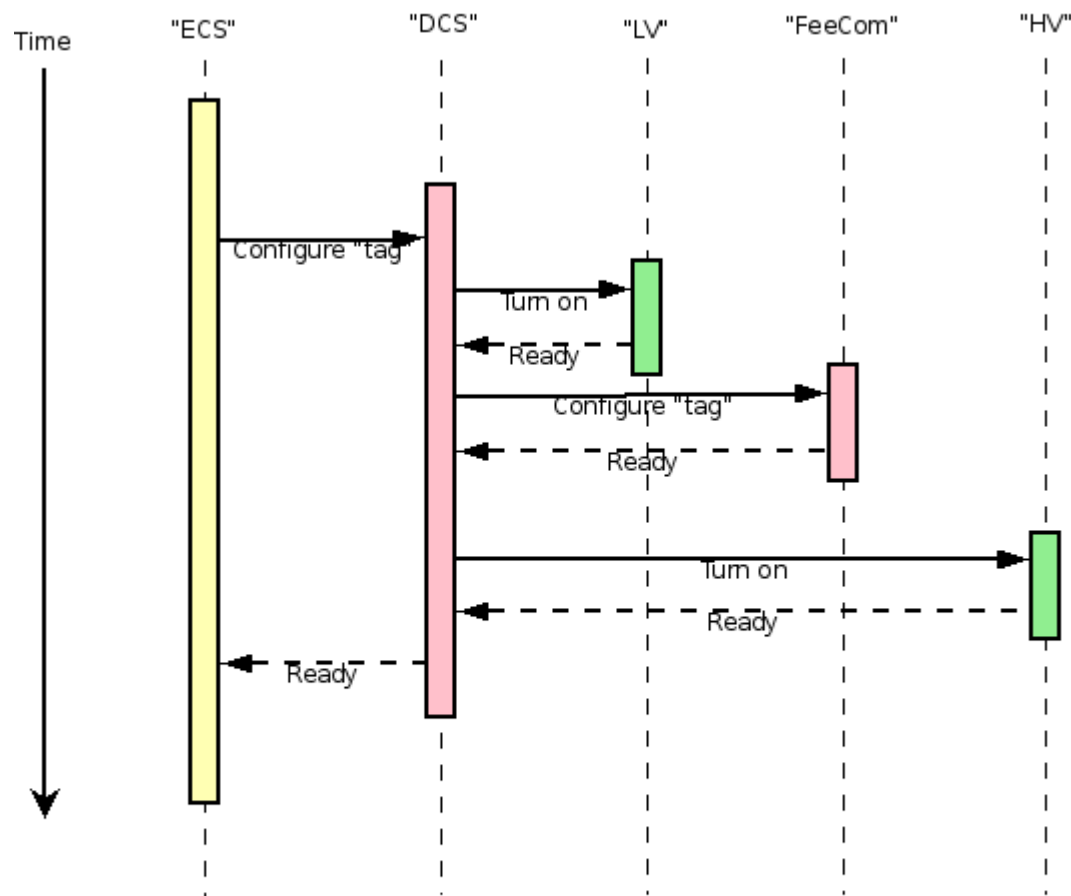 Time
"ECS"
"DCS"
"LV"
"FeeCom"
"HV"
Configure "tag
Turn on
Ready
Configure "tag"
Ready
Turn on
Ready
Ready